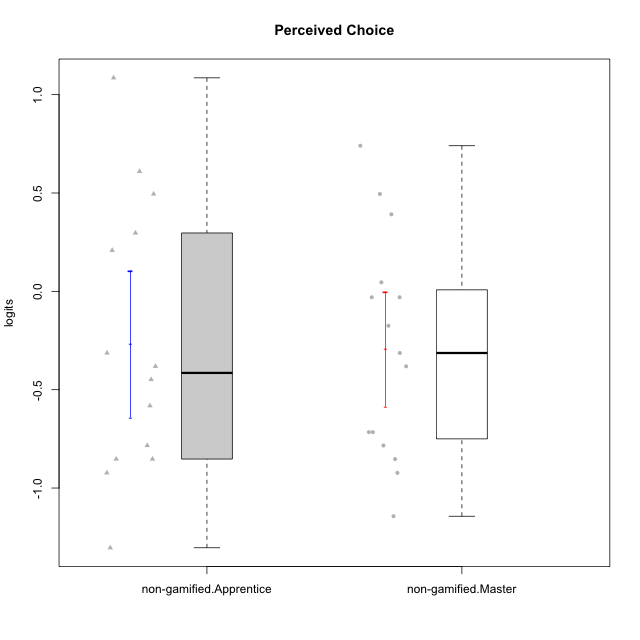 Perceived Choice
logits
1.0
0.5
0.0
-0.5
-1.0
non-gamified.Apprentice
non-gamified.Master